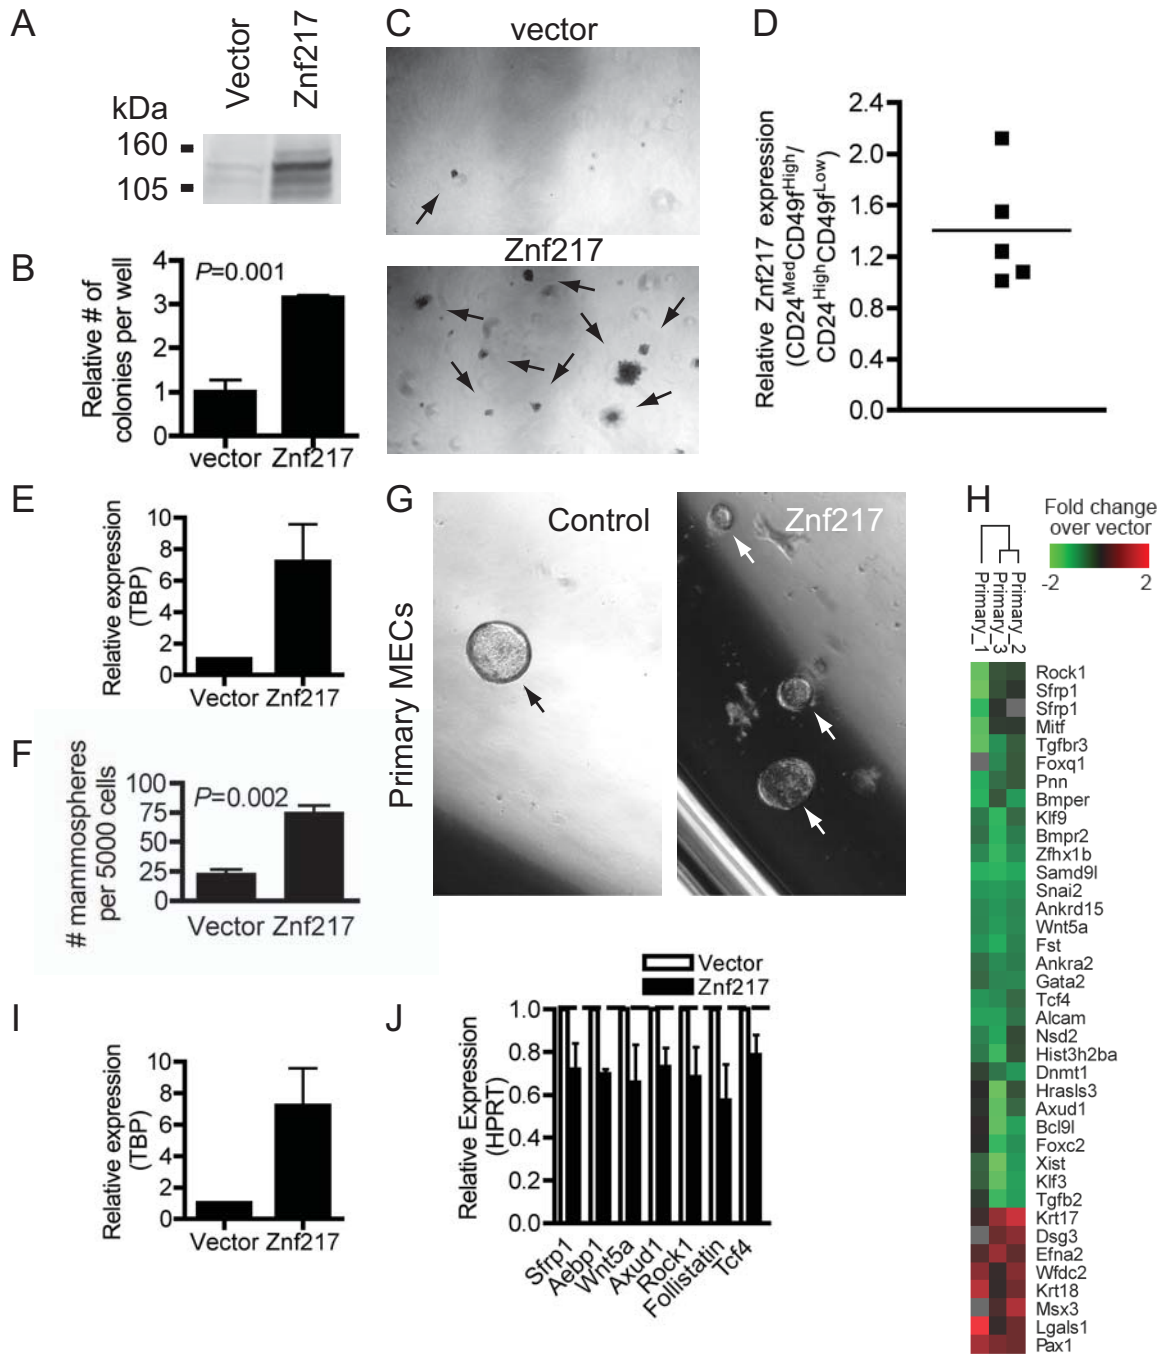 A
Vector
Znf217
kDa
160
105
B
Relative # of
colonies per well
4
3
2
1
0
P=0.001
vector Znf217
C
vector
Znf217
D
Relative Znf217 expression
(CD24MedCD49fHigh/
CD24HighCD49fLow)
2.4
2.0
1.6
1.2
0.8
0.4
0.0
E
Relative expression
(TBP)
10
8
6
4
2
0
Vector Znf217
F
# mammospheres
per 5000 cells
100
75
50
25
0
P=0.002
Vector Znf217
G
Primary MECs
Control
Znf217
H
Fold change
over vector
-2 2
Primary_1
Primary_3
Primary_2
Rock1
Sfrp1
Sfrp1
Mitf
Tgfbr3
Foxq1
Pnn
Bmper
Klf9
Bmpr2
Zfhx1b
Samd9l
Snai2
Ankrd15
Wnt5a
Fst
Ankra2
Gata2
Tcf4
Alcam
Nsd2
Hist3h2ba
Dnmt1
Hrasls3
Axud1
Bcl9l
Foxc2
Xist
Klf3
Tgfb2
Krt17
Dsg3
Efna2
Wfdc2
Krt18
Msx3
Lgals1
Pax1
I
Relative expression
(TBP)
10
8
6
4
2
0
Vector Znf217
J
Vector
Znf217
Relative Expression
(HPRT)
1.0
0.8
0.6
0.4
0.2
0.0
Sfrp1
Aebp1
Wnt5a
Axud1
Rock1
Follistatin
Tcf4